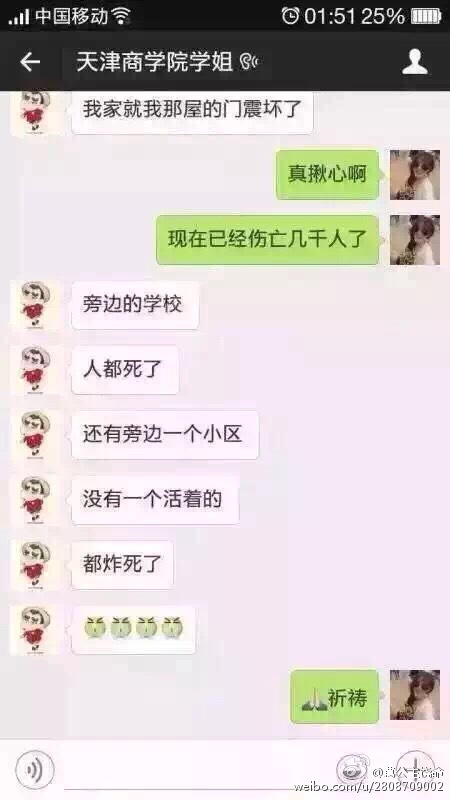 中国移动
01:51 25%
天津商学院学姐
我家就我那屋的门震坏了
真揪心啊
现在已经伤亡几千人了
旁边的学校
人都死了
还有旁边一个小区
没有一个活着的
都炸死了
祈祷
weibo.com/u/2808709002